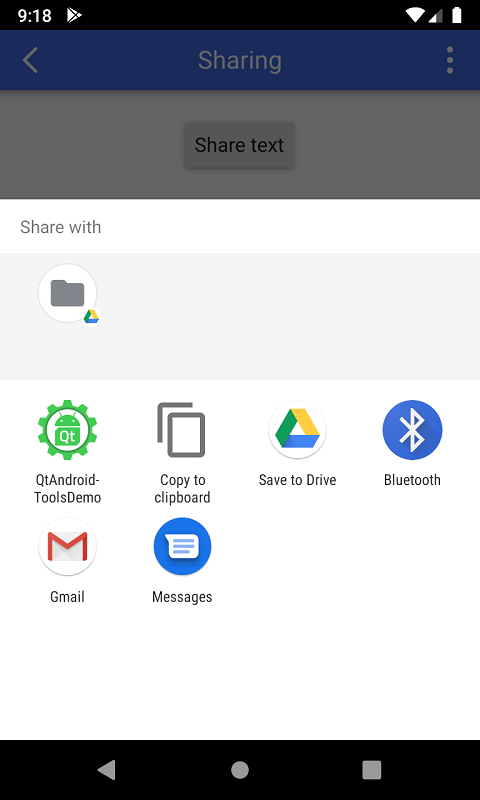 9:18
Sharing
Share text
Share with
QtAndroid-
ToolsDemo
Copy to
clipboard
Save to Drive
Bluetooth
Qt
Gmail
Messages